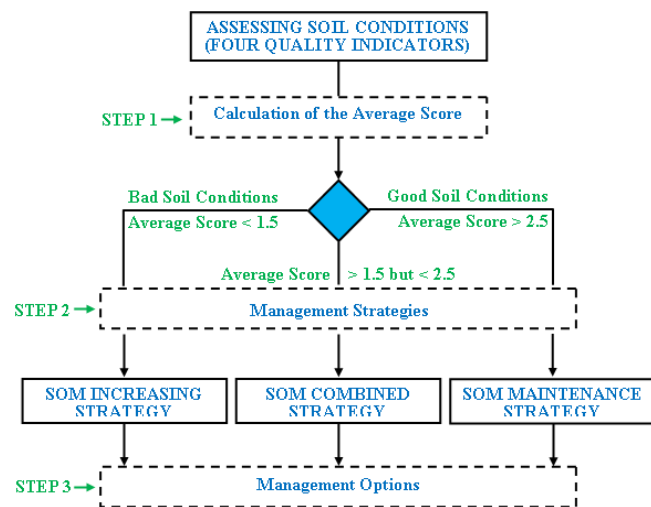 ASSESSING SOIL CONDITIONS
(FOUR QUALITY INDICATORS)
STEP 1
Calculation of the Average Score
Bad Soil Conditions
Average Score < 1.5
Good Soil Conditions
Average Score > 2.5
Average Score > 1.5 but < 2.5
STEP 2
Management Strategies
SOM INCREASING
STRATEGY
SOM COMBINED
STRATEGY
SOM MAINTENANCE
STRATEGY
STEP 3
Management Options